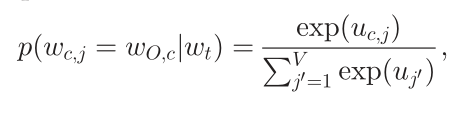 p(w_{c,j} = w_{O,c}|w_t) = \frac{\exp(u_{c,j})}{\sum_{j'=1}^{V} \exp(u_{j'})},